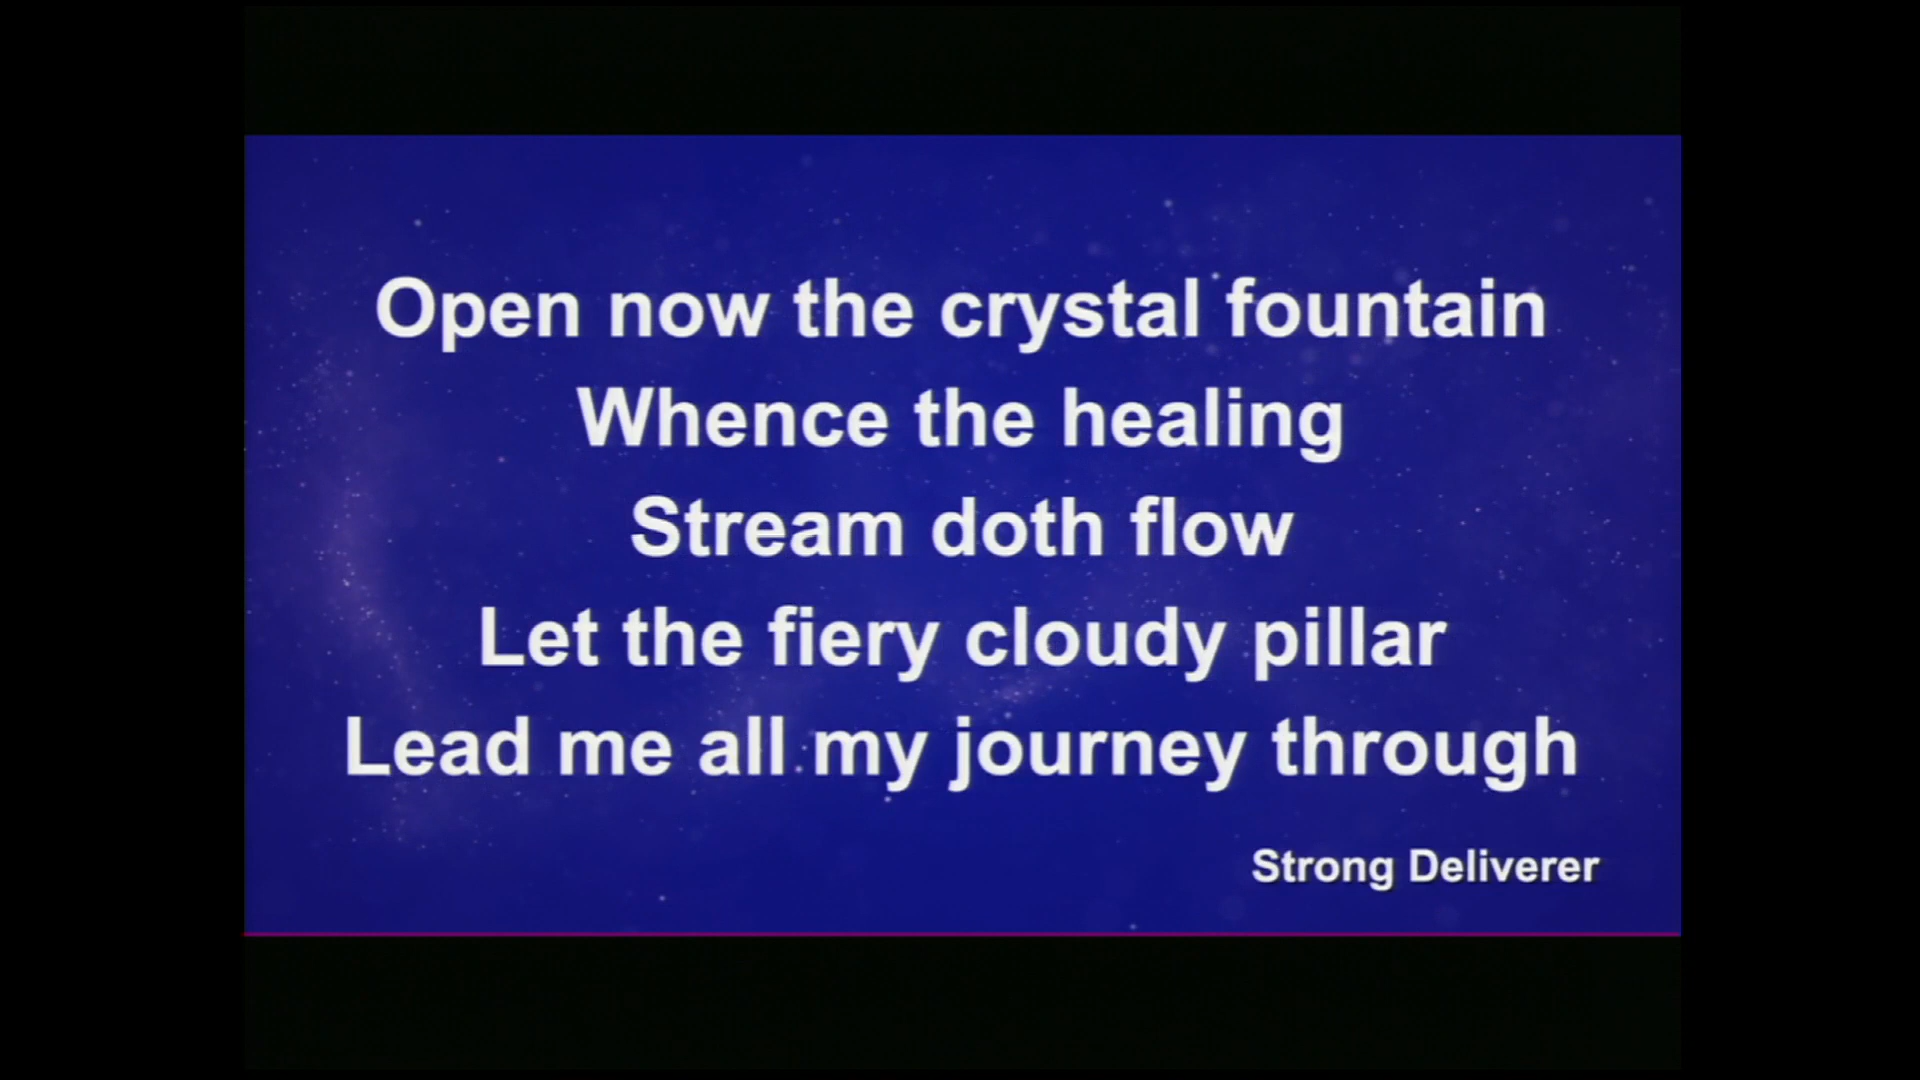 Open now the crystal fountain
Whence the healing
Stream doth flow
Let the fiery cloudy pillar
Lead me all my journey through
Strong Deliverer